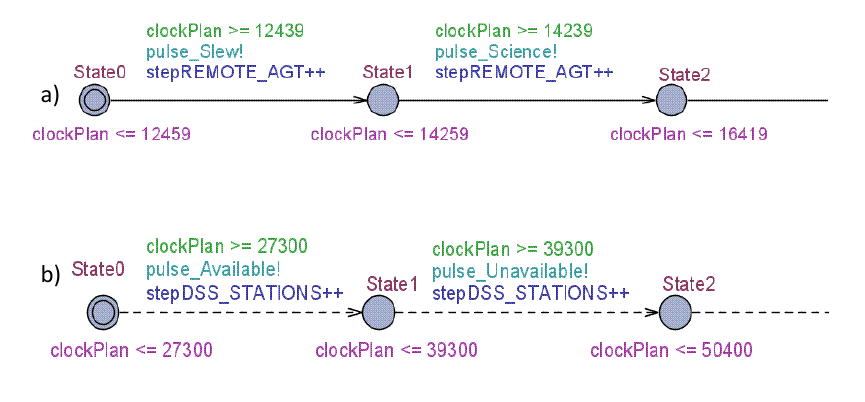 clockPlan >= 12439
pulse_Slew!
stepREMOTE_AGT++
clockPlan >= 14239
pulse_Science!
stepREMOTE_AGT++
State0
State1
State2
a)
clockPlan <= 12459
clockPlan <= 14259
clockPlan <= 16419
clockPlan >= 27300
pulse_Available!
stepDSS_STATIONS++
clockPlan >= 39300
pulse_Unavailable!
stepDSS_STATIONS++
b)
State0
State1
State2
clockPlan <= 27300
clockPlan <= 39300
clockPlan <= 50400